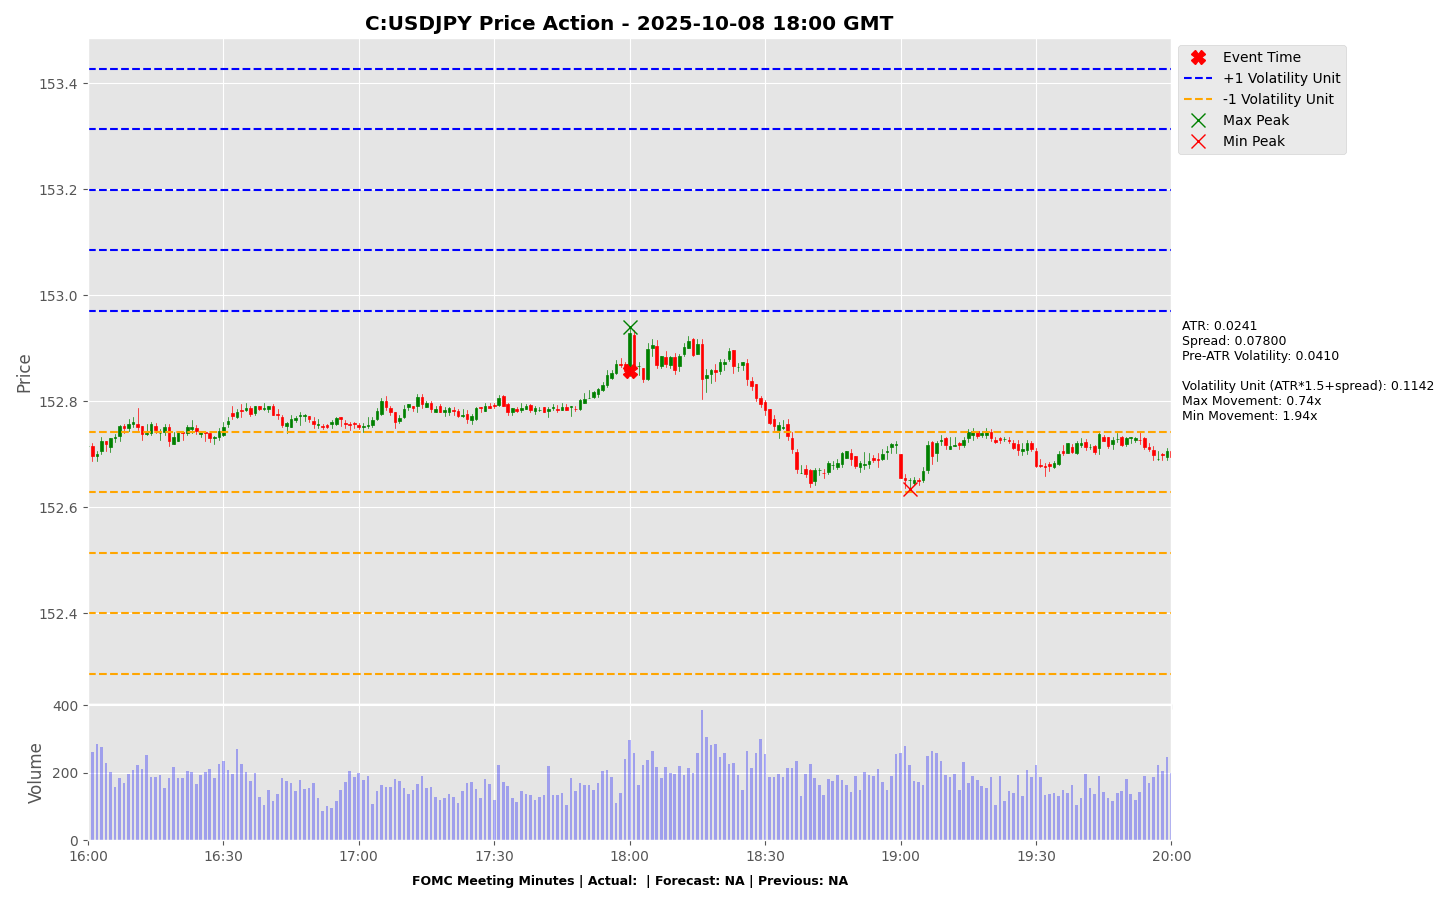 C:USDJPY Price Action - 2025-10-08 18:00 GMT
Event Time
+1 Volatility Unit
-1 Volatility Unit
Max Peak
Min Peak
153.4
153.2
153.0
152.8
152.6
152.4
Price
ATR: 0.0241
Spread: 0.07800
Pre-ATR Volatility: 0.0410
Volatility Unit (ATR*1.5+spread): 0.1142
Max Movement: 0.74x
Min Movement: 1.94x
400
200
0
Volume
16:00 16:30 17:00 17:30 18:00 18:30 19:00 19:30 20:00
FOMC Meeting Minutes | Actual:  | Forecast: NA | Previous: NA